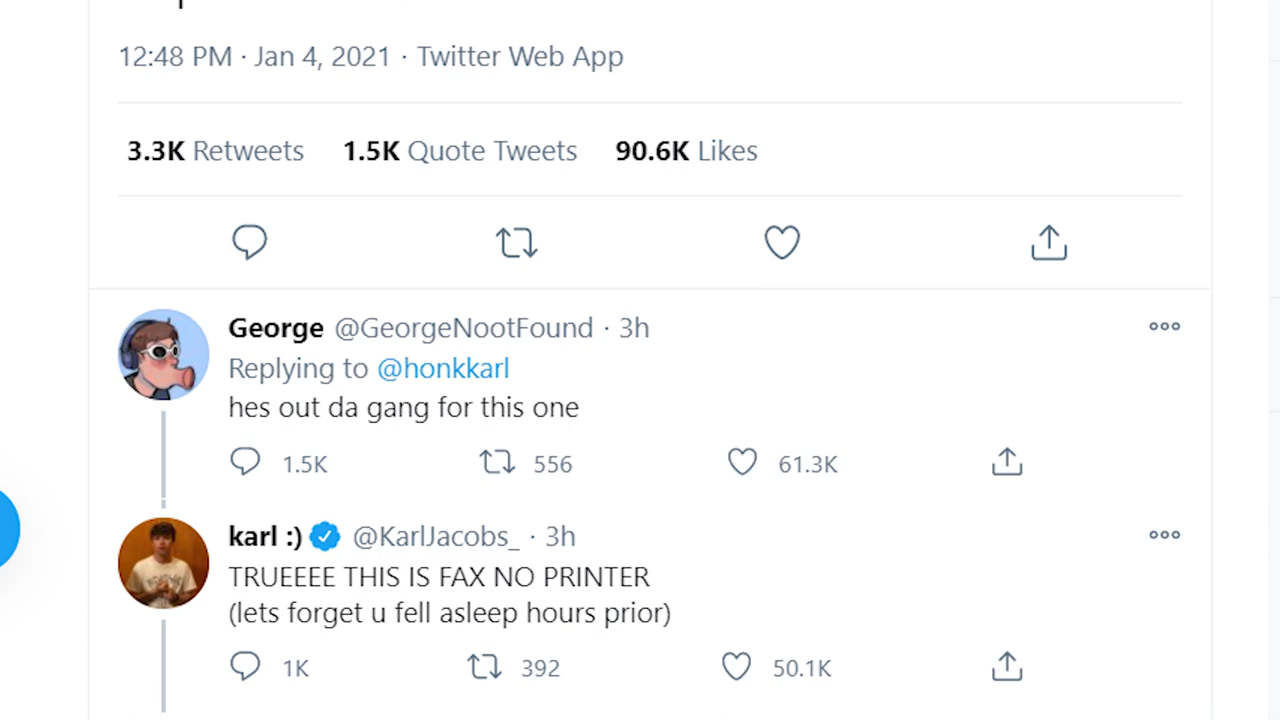 12:48 PM · Jan 4, 2021 · Twitter Web App
3.3K Retweets 1.5K Quote Tweets 90.6K Likes
George @GeorgeNootFound · 3h
Replying to @honkkarl
hes out da gang for this one
1.5K 556 61.3K
karl :) @KarlJacobs_ · 3h
TRUEEEE THIS IS FAX NO PRINTER
(lets forget u fell asleep hours prior)
1K 392 50.1K